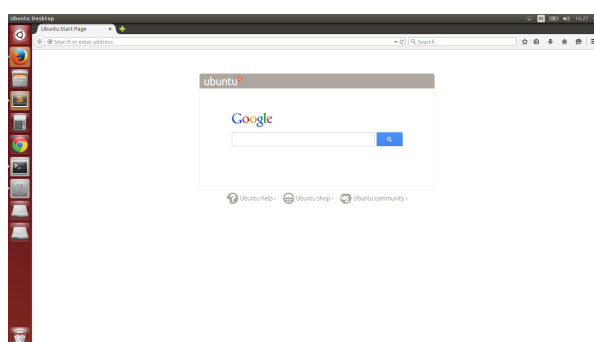 Ubuntu Desktop
16:27
Ubuntu Start Page
Search or enter address
Search
ubuntu
Google
Ubuntu help ›
Ubuntu shop ›
Ubuntu community ›